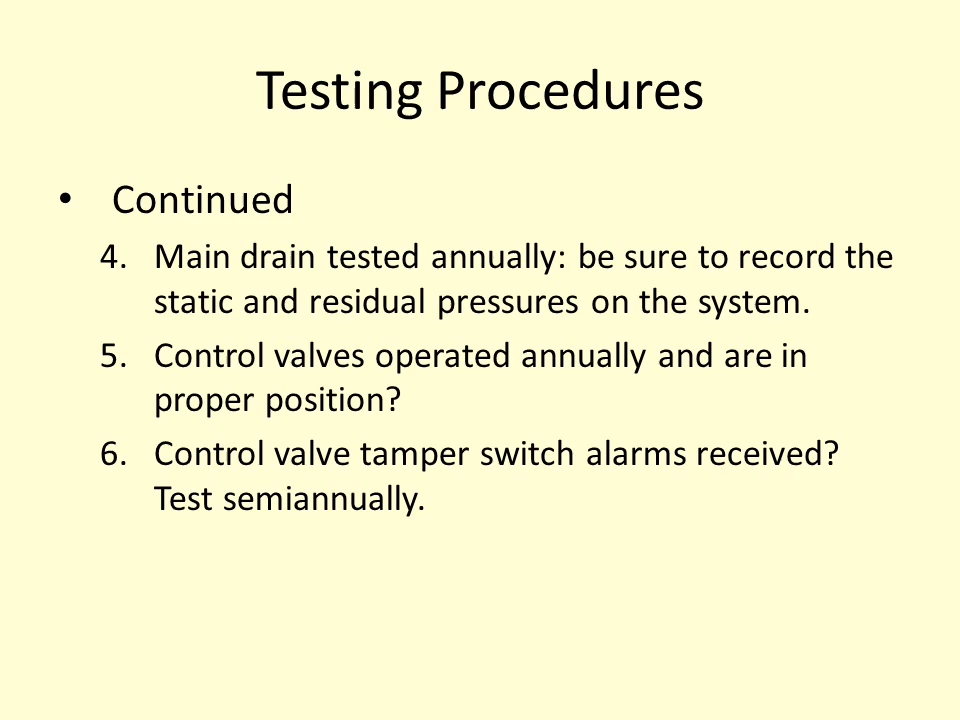 Testing Procedures
• Continued
4. Main drain tested annually: be sure to record the
static and residual pressures on the system.
5. Control valves operated annually and are in
proper position?
6. Control valve tamper switch alarms received?
Test semiannually.